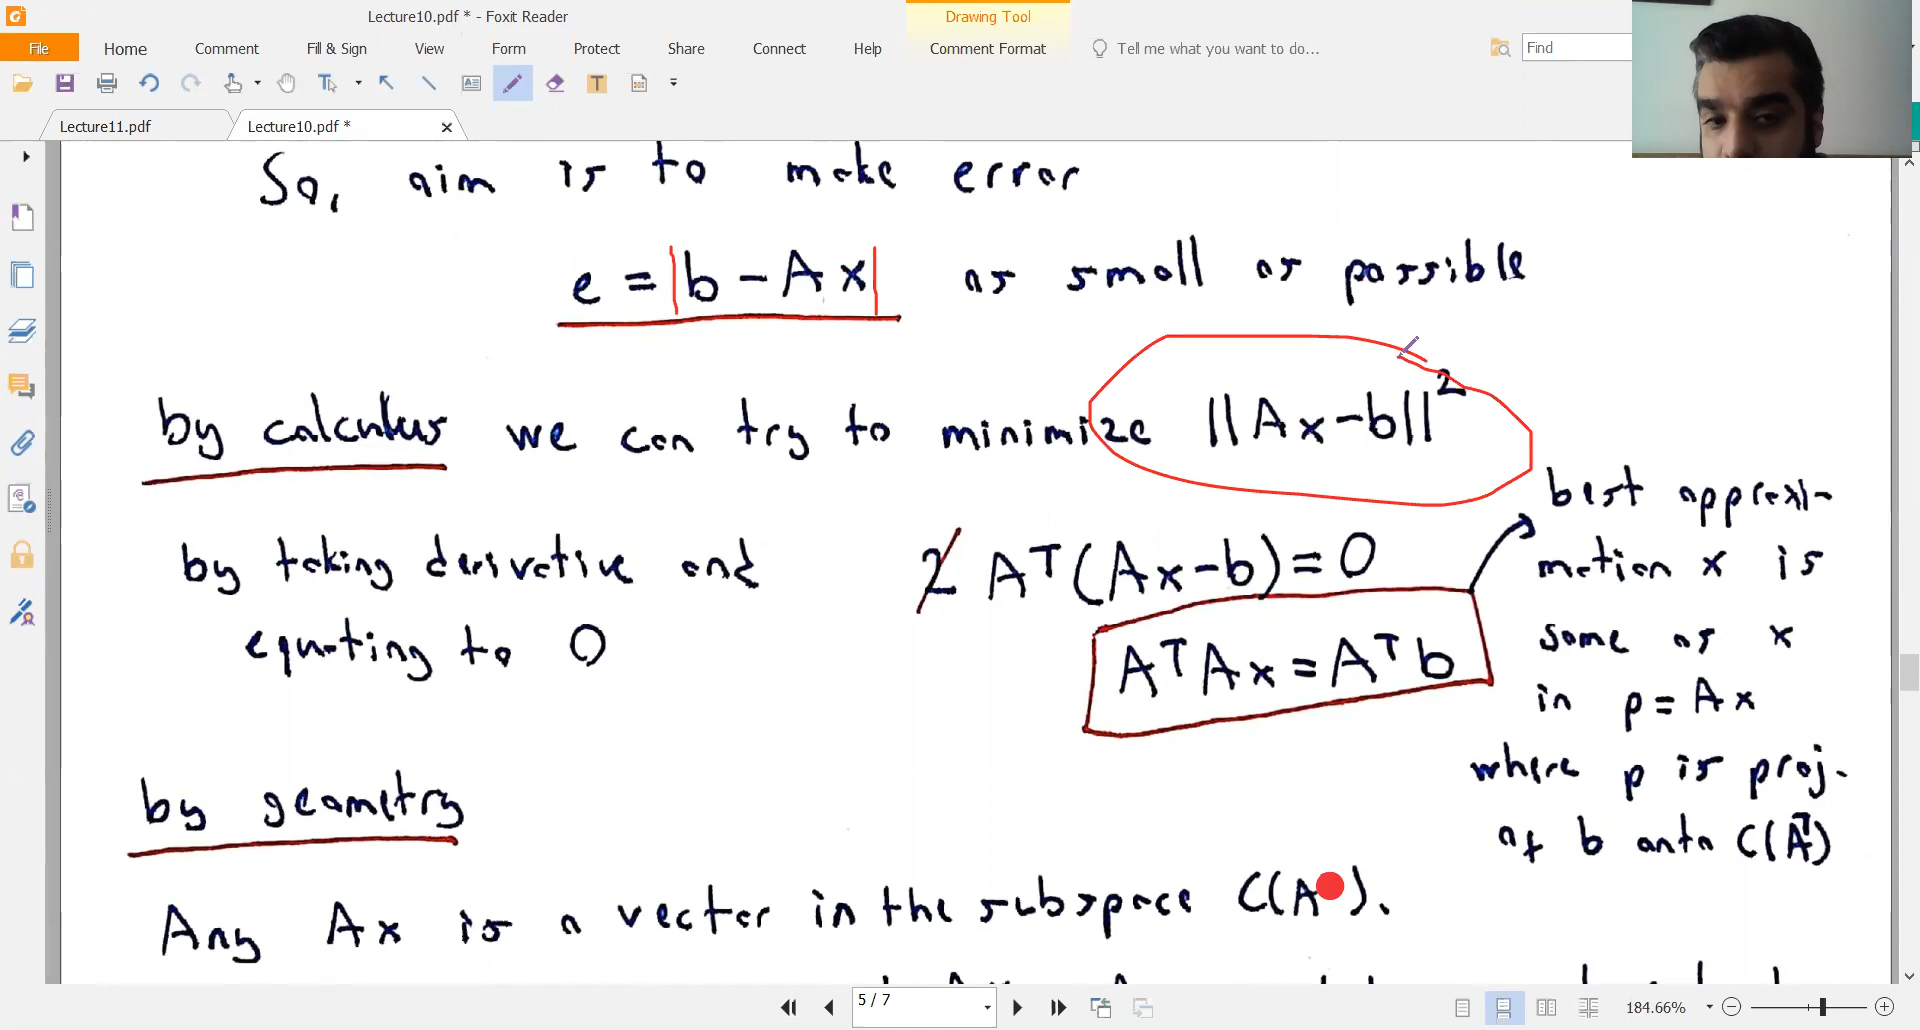 Lecture10.pdf * - Foxit Reader
Drawing Tool
File Home Comment Fill & Sign View Form Protect Share Connect Help Comment Format Tell me what you want to do... Find
Lecture11.pdf Lecture10.pdf *
So, aim is to make error
e = |b - Ax| as small as possible
by calculus we can try to minimize ||Ax-b||²
by taking derivative and 2 Aᵀ(Ax-b)=0
equating to 0 AᵀAx=Aᵀb
best approxi-
mation x is
same as x
in p=Ax
where p is proj.
of b onto C(Aᵀ)
by geometry
Any Ax is a vector in the subspace C(A ).
5 / 7
184.66%